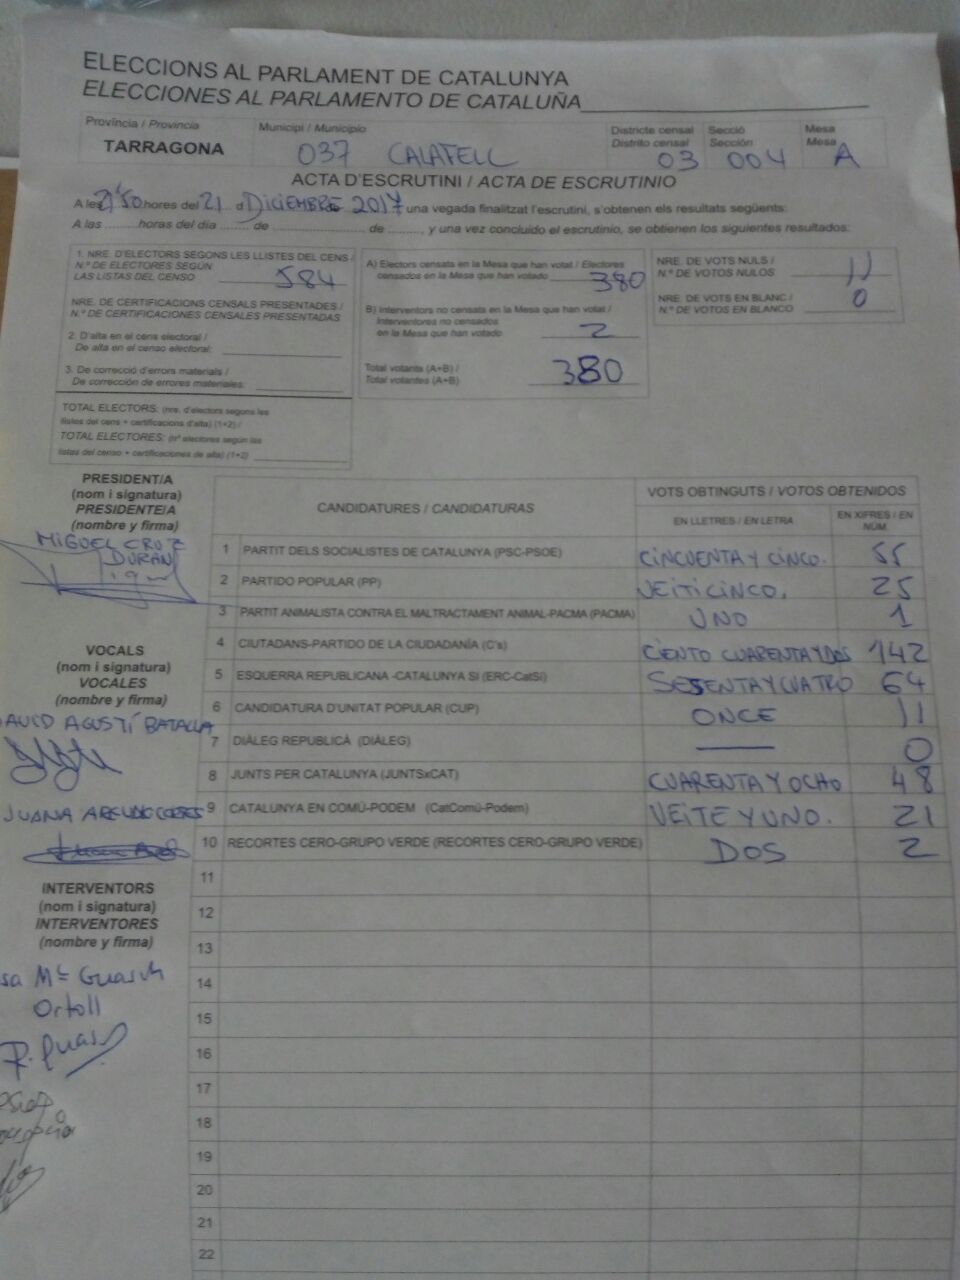 ELECCIONS AL PARLAMENT DE CATALUNYA
ELECCIONES AL PARLAMENTO DE CATALUÑA
Província / Provincia
TARRAGONA
Municipi / Municipio
037 CALAFELL
Districte censal
Distrito censal
03
Secció
Sección
004
Mesa
Mesa
A
ACTA D'ESCRUTINI / ACTA DE ESCRUTINIO
A les 21'50 hores del 21 d DICIEMBRE 2017 una vegada finalitzat l'escrutini, s'obtenen els resultats següents:
A las ........ horas del día ........ de ........ de ........, y una vez concluido el escrutinio, se obtienen los siguientes resultados:
1. NRE. D'ELECTORS SEGONS LES LLISTES DEL CENS /
N.º DE ELECTORES SEGÚN
LAS LISTAS DEL CENSO 584
NRE. DE CERTIFICACIONS CENSALS PRESENTADES /
N.º DE CERTIFICACIONES CENSALES PRESENTADAS
2. D'alta en el cens electoral /
De alta en el censo electoral:
3. De correcció d'errors materials /
De corrección de errores materiales:
TOTAL ELECTORS: (nre. d'electors segons les
llistes del cens + certificacions d'alta) (1+2) /
TOTAL ELECTORES: (nº electores según las
listas del censo + certificaciones de alta) (1+2)
A) Electors censats en la Mesa que han votat / Electores
censados en la Mesa que han votado: 380
B) Interventors no censats en la Mesa que han votat /
Interventores no censados
en la Mesa que han votado 2
Total votants (A+B) /
Total votantes (A+B) 380
NRE. DE VOTS NULS /
N.º DE VOTOS NULOS 11
NRE. DE VOTS EN BLANC /
N.º DE VOTOS EN BLANCO 0
PRESIDENT/A
(nom i signatura)
PRESIDENTE/A
(nombre y firma)
MIGUEL CRUZ
DURAN
VOCALS
(nom i signatura)
VOCALES
(nombre y firma)
DAVID AGUSTÍ BATALLA
JUANA
INTERVENTORS
(nom i signatura)
INTERVENTORES
(nombre y firma)
sa Mª Guasch
Ortoll
R. Guas
CANDIDATURES / CANDIDATURAS
VOTS OBTINGUTS / VOTOS OBTENIDOS
EN LLETRES / EN LETRA
EN XIFRES / EN NÚM.
1 PARTIT DELS SOCIALISTES DE CATALUNYA (PSC-PSOE) CINCUENTA Y CINCO. 55
2 PARTIDO POPULAR (PP) VEITICINCO. 25
3 PARTIT ANIMALISTA CONTRA EL MALTRACTAMENT ANIMAL-PACMA (PACMA) UNO 1
4 CIUTADANS-PARTIDO DE LA CIUDADANÍA (C's) CIENTO CUARENTA Y DOS 142
5 ESQUERRA REPUBLICANA -CATALUNYA SI (ERC-CatSí) SESENTA Y CUATRO 64
6 CANDIDATURA D'UNITAT POPULAR (CUP) ONCE 11
7 DIÀLEG REPUBLICÀ (DIÀLEG) — 0
8 JUNTS PER CATALUNYA (JUNTSxCAT) CUARENTA Y OCHO 48
9 CATALUNYA EN COMÚ-PODEM (CatComú-Podem) VEITE Y UNO. 21
10 RECORTES CERO-GRUPO VERDE (RECORTES CERO-GRUPO VERDE) DOS 2
11
12
13
14
15
16
17
18
19
20
21
22